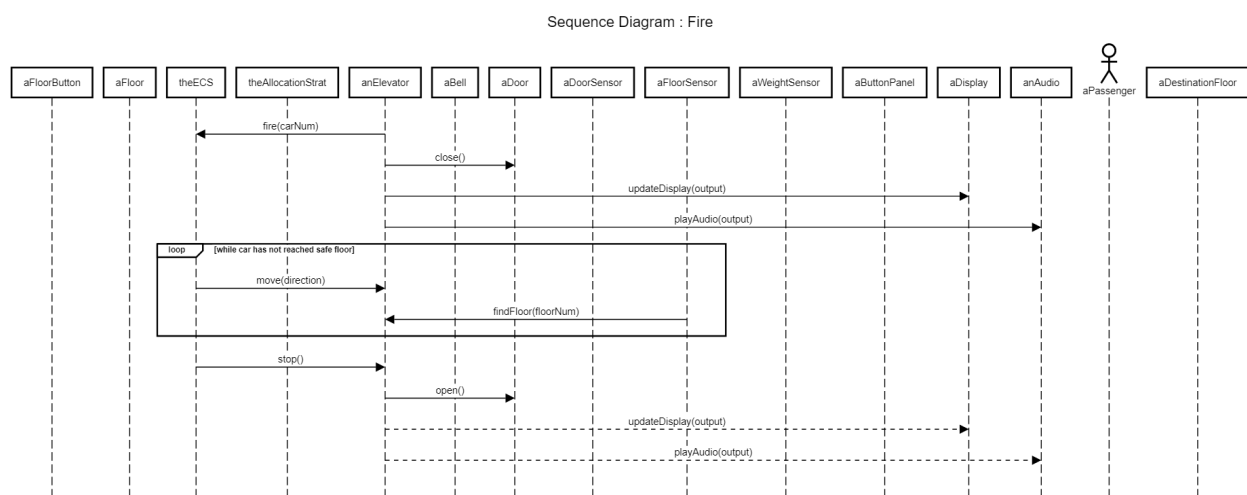 Sequence Diagram : Fire
aFloorButton
aFloor
theECS
theAllocationStrat
anElevator
aBell
aDoor
aDoorSensor
aFloorSensor
aWeightSensor
aButtonPanel
aDisplay
anAudio
aPassenger
aDestinationFloor
fire(carNum)
close()
updateDisplay(output)
playAudio(output)
loop [while car has not reached safe floor]
move(direction)
findFloor(floorNum)
stop()
open()
updateDisplay(output)
playAudio(output)